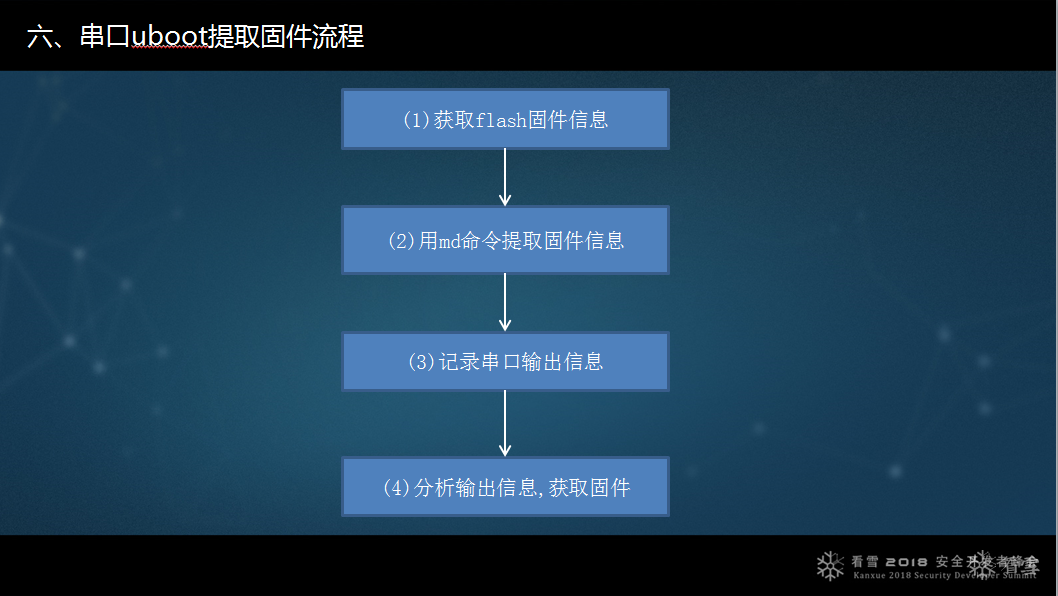 六、串口uboot提取固件流程
(1)获取flash固件信息
(2)用md命令提取固件信息
(3)记录串口输出信息
(4)分析输出信息,获取固件
看雪 2018 安全开发者峰会
看雪
Kanxue 2018 Security Developer Summit